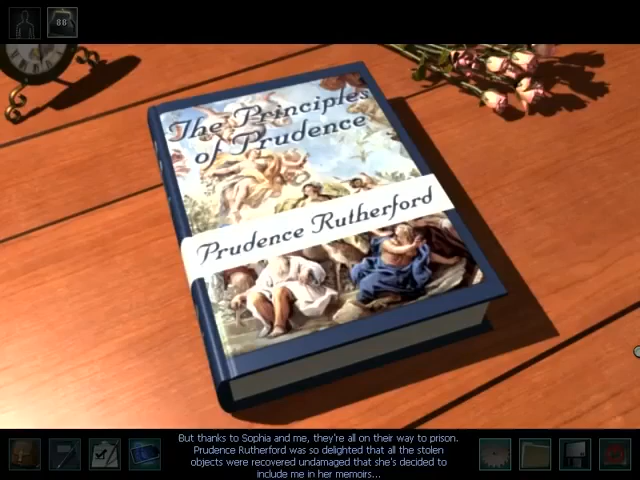 88
The Principles
of Prudence
Prudence Rutherford
But thanks to Sophia and me, they're all on their way to prison.
Prudence Rutherford was so delighted that all the stolen
objects were recovered undamaged that she's decided to
include me in her memoirs...